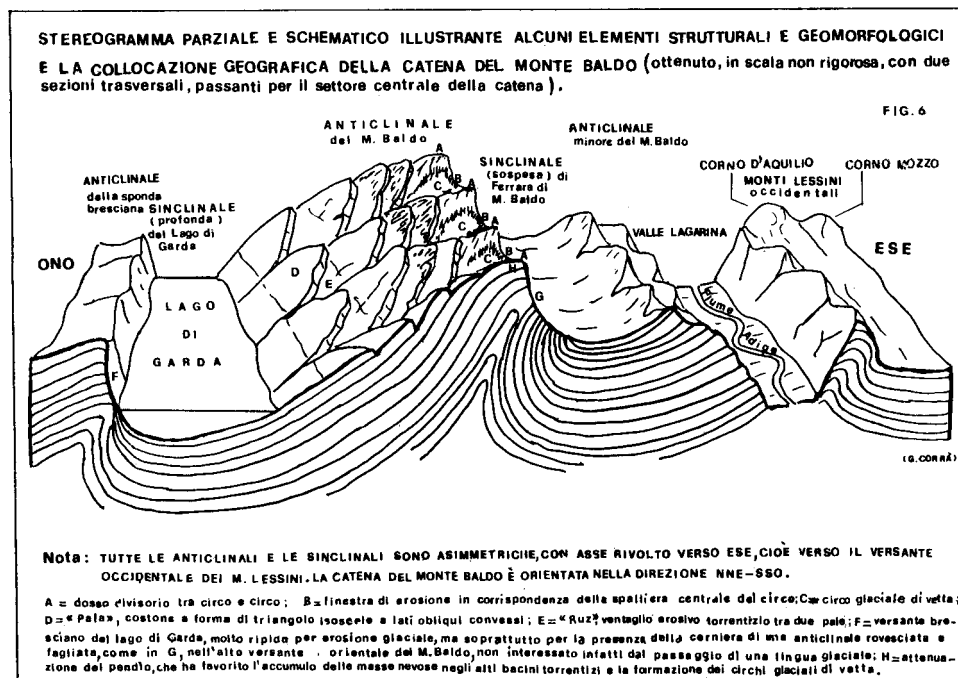 STEREOGRAMMA PARZIALE E SCHEMATICO ILLUSTRANTE ALCUNI ELEMENTI STRUTTURALI E GEOMORFOLOGICI
E LA COLLOCAZIONE GEOGRAFICA DELLA CATENA DEL MONTE BALDO (ottenuto, in scala non rigorosa, con due
sezioni trasversali, passanti per il settore centrale della catena).
FIG. 6
ANTICLINALE
del M. Baldo
ANTICLINALE
minore del M. Baldo
CORNO D'AQUILIO
CORNO MOZZO
MONTI LESSINI
occidentali
ANTICLINALE
dalla sponda
bresciana
SINCLINALE
(profonda)
del Lago di
Garda
SINCLINALE
(sospesa) di
Ferrara di
M. Baldo
VALLE LAGARINA
ONO
ESE
A
B
C
A
B
C
A
B
C
A
H
D
E
F
G
LAGO
DI
GARDA
Fiume Adige
(G. CORRÀ)
Nota: TUTTE LE ANTICLINALI E LE SINCLINALI SONO ASIMMETRICHE, CON ASSE RIVOLTO VERSO ESE, CIOÈ VERSO IL VERSANTE
OCCIDENTALE DEI M. LESSINI. LA CATENA DEL MONTE BALDO È ORIENTATA NELLA DIREZIONE NNE-SSO.
A = dosso divisorio tra circo e circo; B = finestra di erosione in corrispondenza della spalliera centrale del circo; C = circo glaciale di vetta;
D = «Pala», costone a forma di triangolo isoscele a lati obliqui convessi; E = «Ruz» ventaglio erosivo torrentizio tra due pale; F = versante bre-
sciano del lago di Garda, molto ripido per erosione glaciale, ma soprattutto per la presenza della cerniera di una anticlinale rovesciata e
fagliata, come in G, nell'alto versante orientale del M. Baldo, non interessato infatti dal passaggio di una lingua glaciale; H = attenua-
zione del pendio, che ha favorito l'accumulo delle masse nevose negli alti bacini torrentizi e la formazione dei circhi glaciali di vetta.